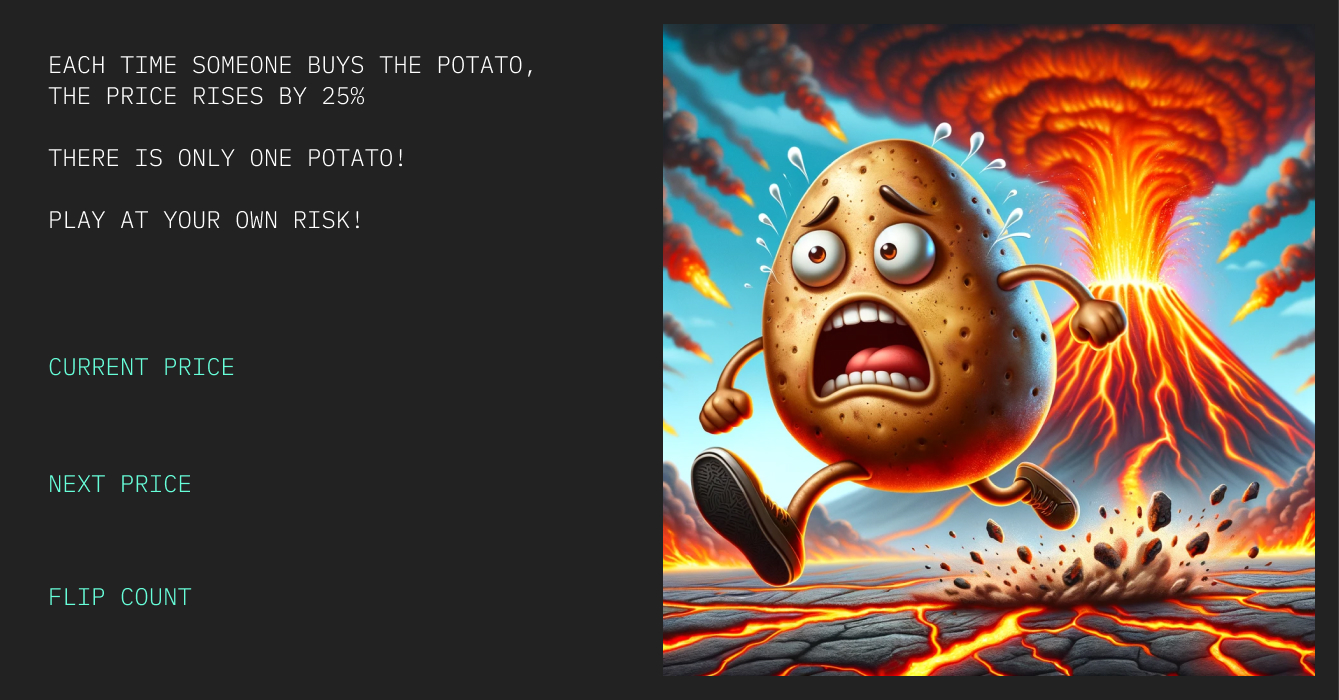 EACH TIME SOMEONE BUYS THE POTATO,
THE PRICE RISES BY 25%
THERE IS ONLY ONE POTATO!
PLAY AT YOUR OWN RISK!
CURRENT PRICE
NEXT PRICE
FLIP COUNT